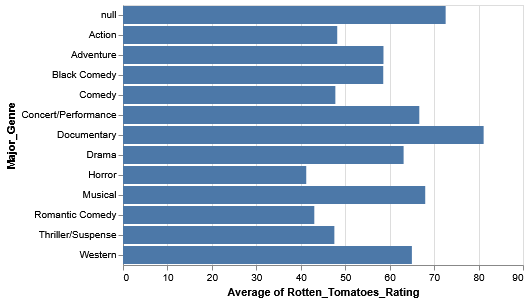 Major_Genre
null
Action
Adventure
Black Comedy
Comedy
Concert/Performance
Documentary
Drama
Horror
Musical
Romantic Comedy
Thriller/Suspense
Western
0 10 20 30 40 50 60 70 80 90
Average of Rotten_Tomatoes_Rating